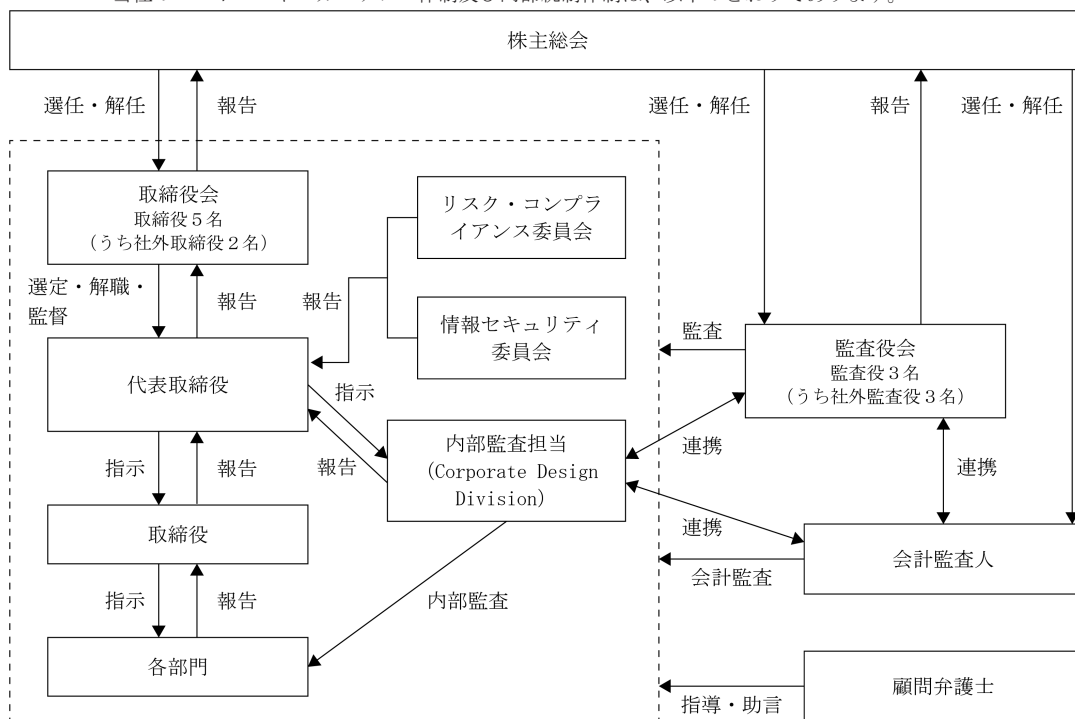 株主総会
選任・解任
報告
選任・解任
報告
選任・解任
取締役会
取締役5名
(うち社外取締役2名)
リスク・コンプラ
イアンス委員会
選定・解職・
監督
報告
報告
情報セキュリティ
委員会
監査
監査役会
監査役3名
(うち社外監査役3名)
代表取締役
指示
報告
内部監査担当
(Corporate Design
Division)
連携
連携
指示
報告
取締役
連携
会計監査
会計監査人
指示
報告
内部監査
各部門
指導・助言
顧問弁護士